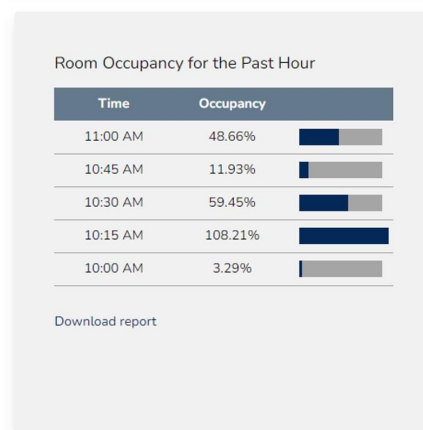 Room Occupancy for the Past Hour
Time Occupancy
11:00 AM 48.66%
10:45 AM 11.93%
10:30 AM 59.45%
10:15 AM 108.21%
10:00 AM 3.29%
Download report